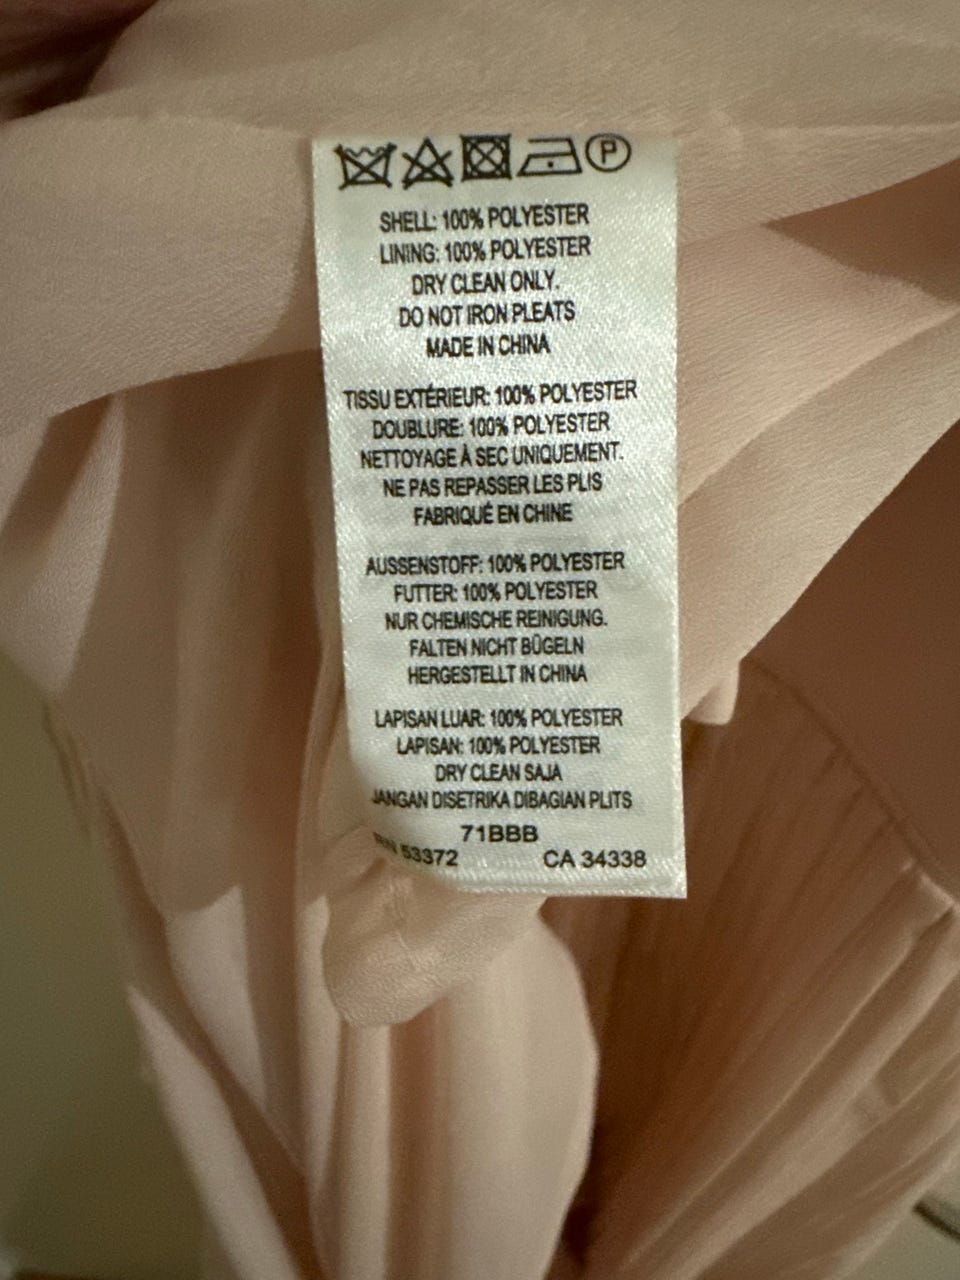 P
SHELL: 100% POLYESTER
LINING: 100% POLYESTER
DRY CLEAN ONLY.
DO NOT IRON PLEATS
MADE IN CHINA
TISSU EXTÉRIEUR: 100% POLYESTER
DOUBLURE: 100% POLYESTER
NETTOYAGE À SEC UNIQUEMENT.
NE PAS REPASSER LES PLIS
FABRIQUÉ EN CHINE
AUSSENSTOFF: 100% POLYESTER
FUTTER: 100% POLYESTER
NUR CHEMISCHE REINIGUNG.
FALTEN NICHT BÜGELN
HERGESTELLT IN CHINA
LAPISAN LUAR: 100% POLYESTER
LAPISAN: 100% POLYESTER
DRY CLEAN SAJA
JANGAN DISETRIKA DIBAGIAN PLITS
71BBB
RN 53372 CA 34338